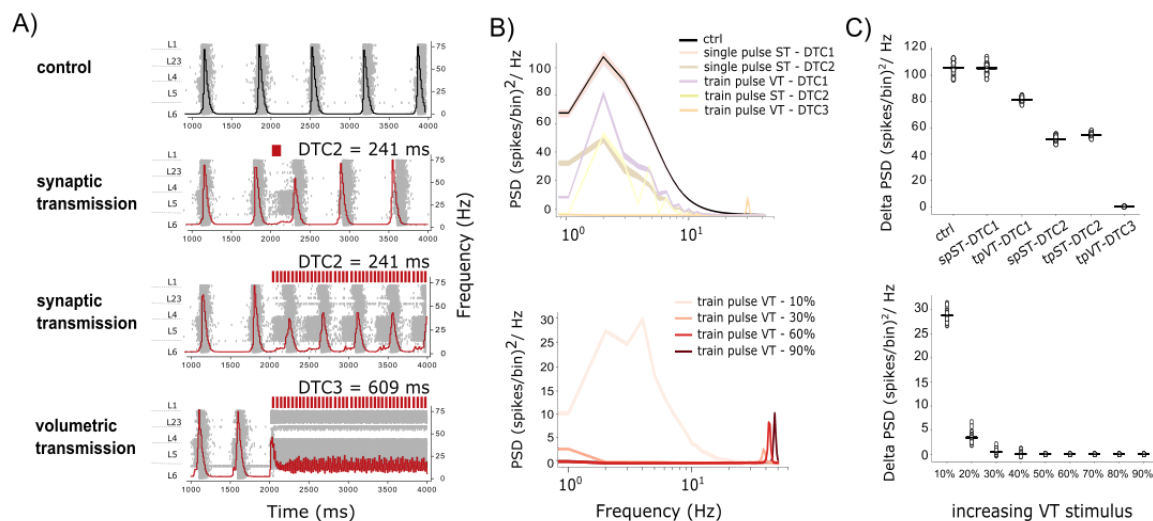 A)
control
L1
L23
L4
L5
L6
75
50
25
0
1000 1500 2000 2500 3000 3500 4000
DTC2 = 241 ms
synaptic
transmission
L1
L23
L4
L5
L6
75
50
25
0
1000 1500 2000 2500 3000 3500 4000
DTC2 = 241 ms
synaptic
transmission
L1
L23
L4
L5
L6
75
50
25
0
1000 1500 2000 2500 3000 3500 4000
DTC3 = 609 ms
volumetric
transmission
L1
L23
L4
L5
L6
75
50
25
0
1000 1500 2000 2500 3000 3500 4000
Time (ms)
Frequency (Hz)
B)
PSD (spikes/bin)²/ Hz
100
80
60
40
20
0
10⁰ 10¹
ctrl
single pulse ST - DTC1
single pulse ST - DTC2
train pulse VT - DTC1
train pulse ST - DTC2
train pulse VT - DTC3
PSD (spikes/bin)²/ Hz
30
25
20
15
10
5
0
10⁰ 10¹
train pulse VT - 10%
train pulse VT - 30%
train pulse VT - 60%
train pulse VT - 90%
Frequency (Hz)
C)
Delta PSD (spikes/bin)²/ Hz
120
100
80
60
40
20
0
ctrl
spST-DTC1
tpVT-DTC1
spST-DTC2
tpST-DTC2
tpVT-DTC3
Delta PSD (spikes/bin)²/ Hz
30
25
20
15
10
5
0
10% 20% 30% 40% 50% 60% 70% 80% 90%
increasing VT stimulus